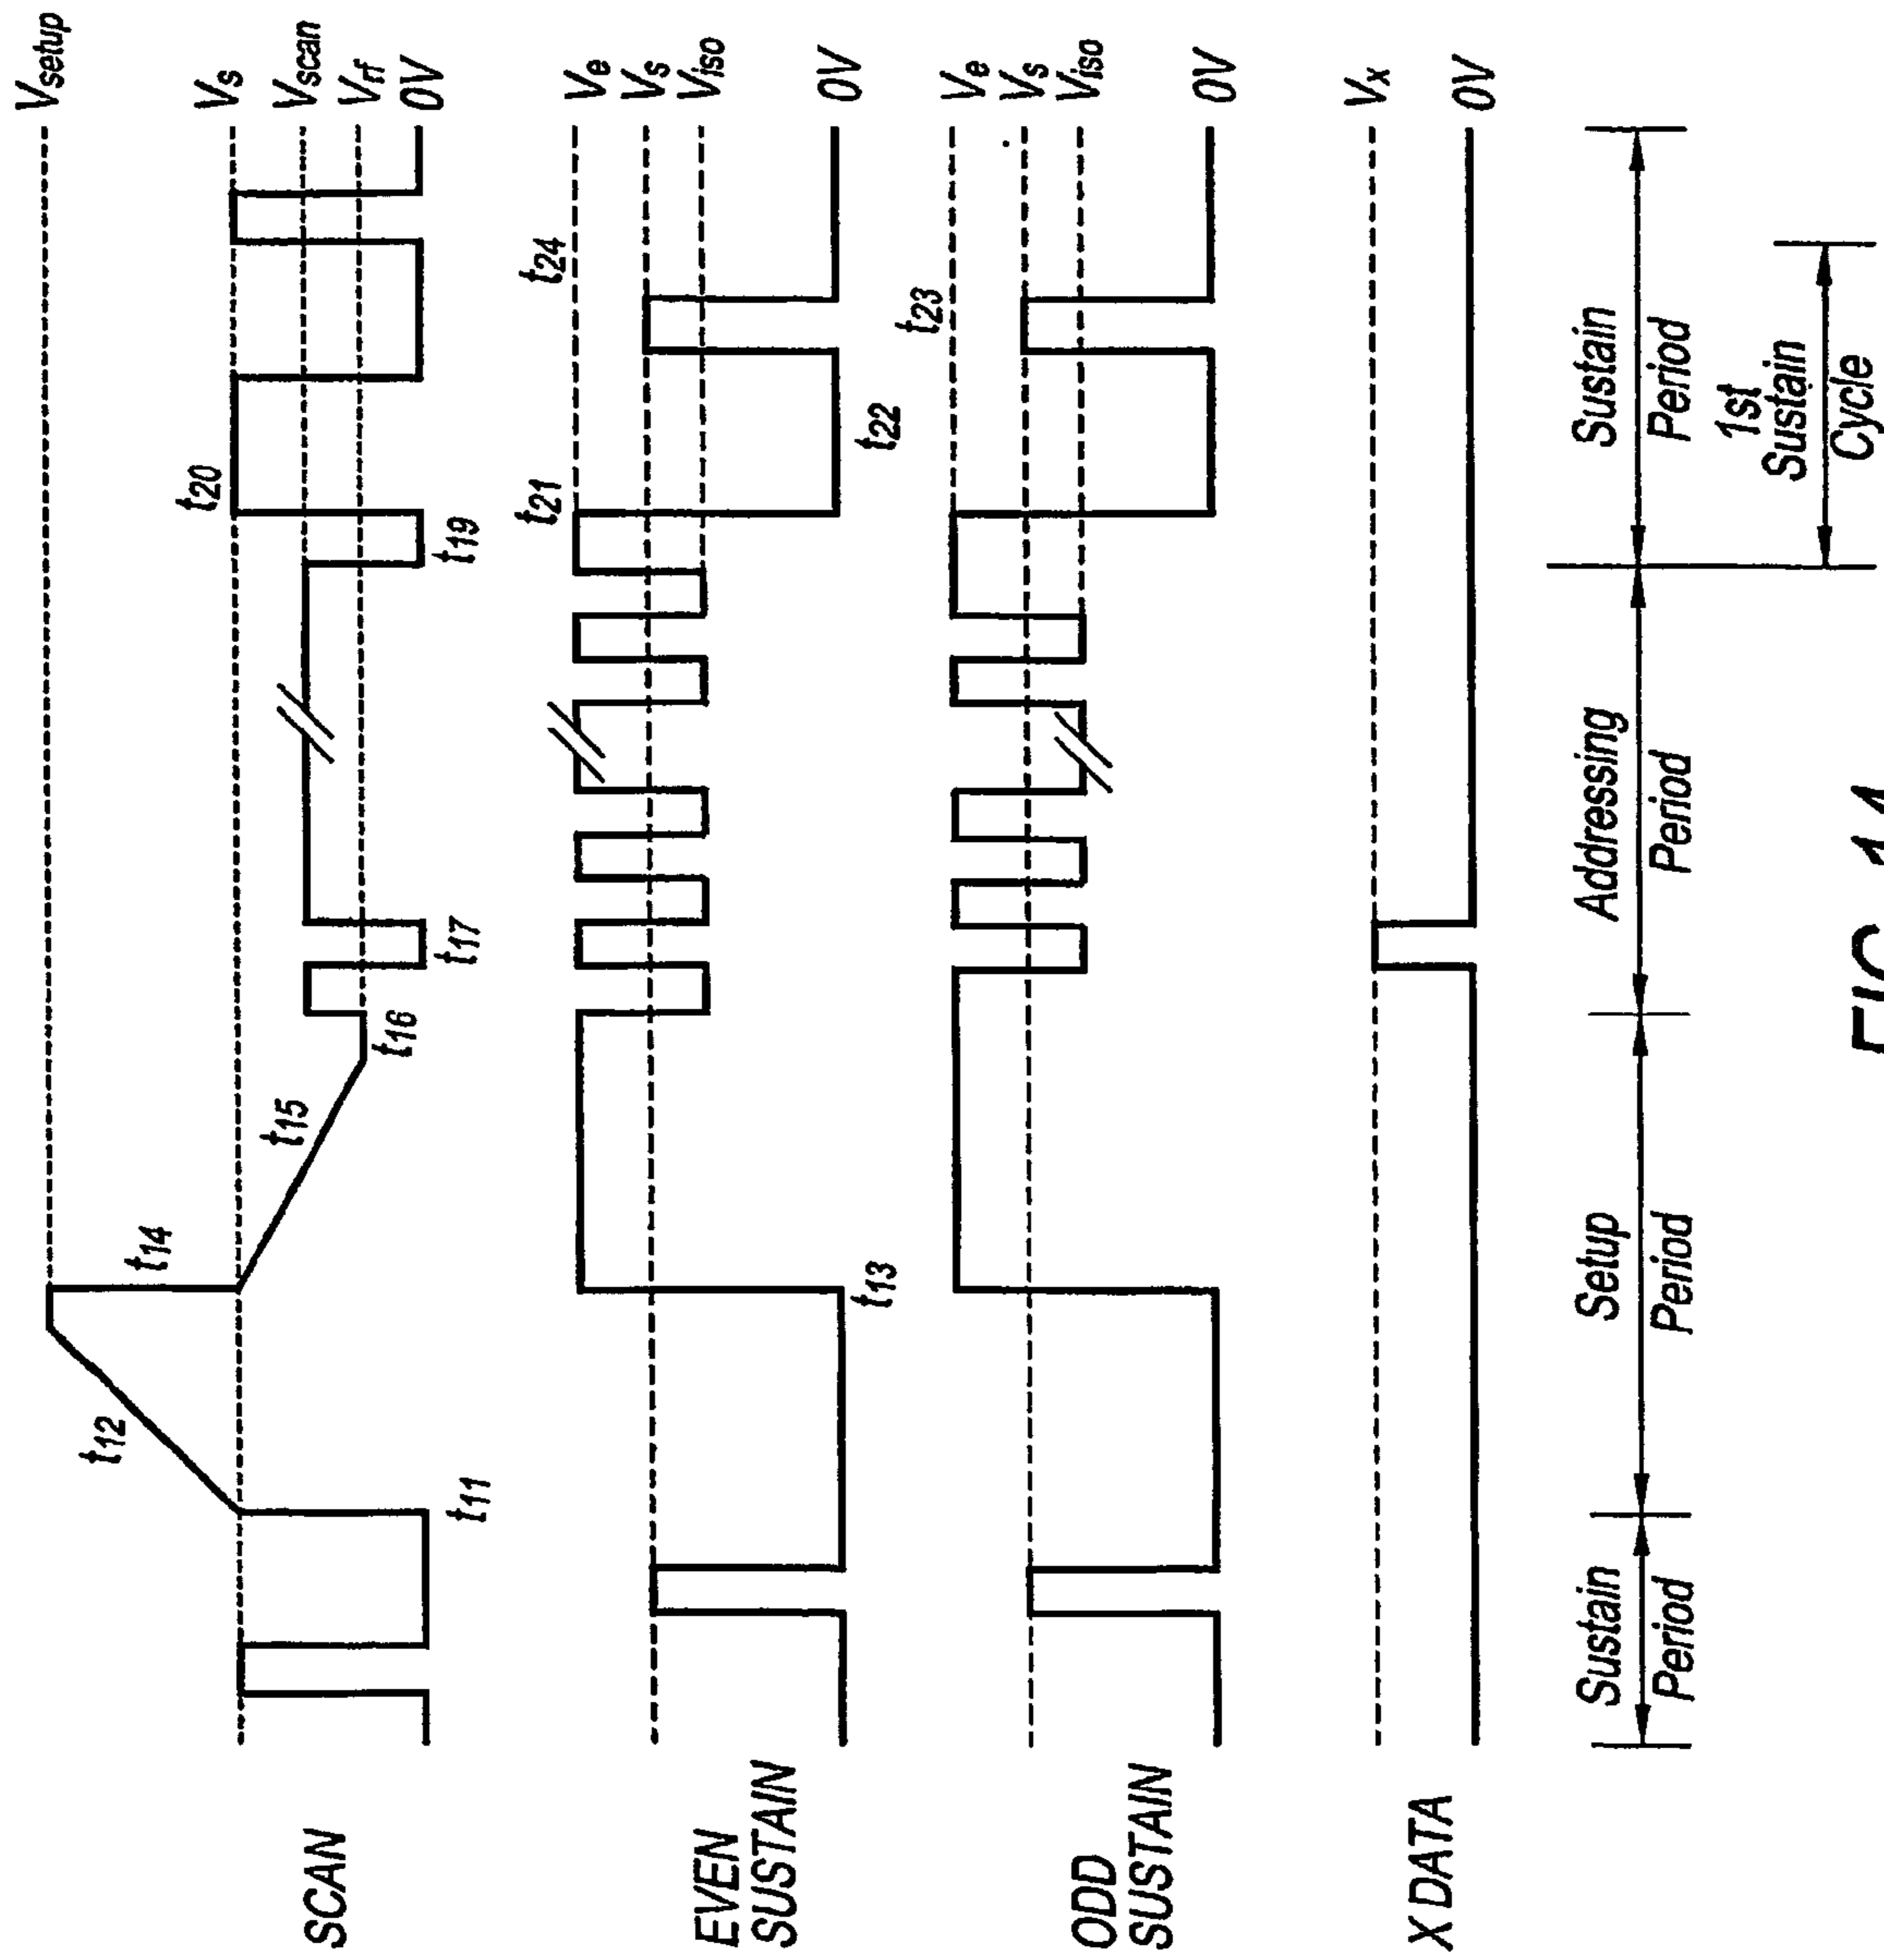 SCAN
t11
t12
t14
t15
t16
t17
t19
t20
Vsetup
Vs
Vscan
Vrf
0V
EVEN
SUSTAIN
t13
t21
t22
t24
Ve
Vs
Viso
0V
ODD
SUSTAIN
t23
Ve
Vs
Viso
0V
X DATA
Vx
0V
Sustain
Period
Setup
Period
Addressing
Period
Sustain
Period
1st
Sustain
Cycle